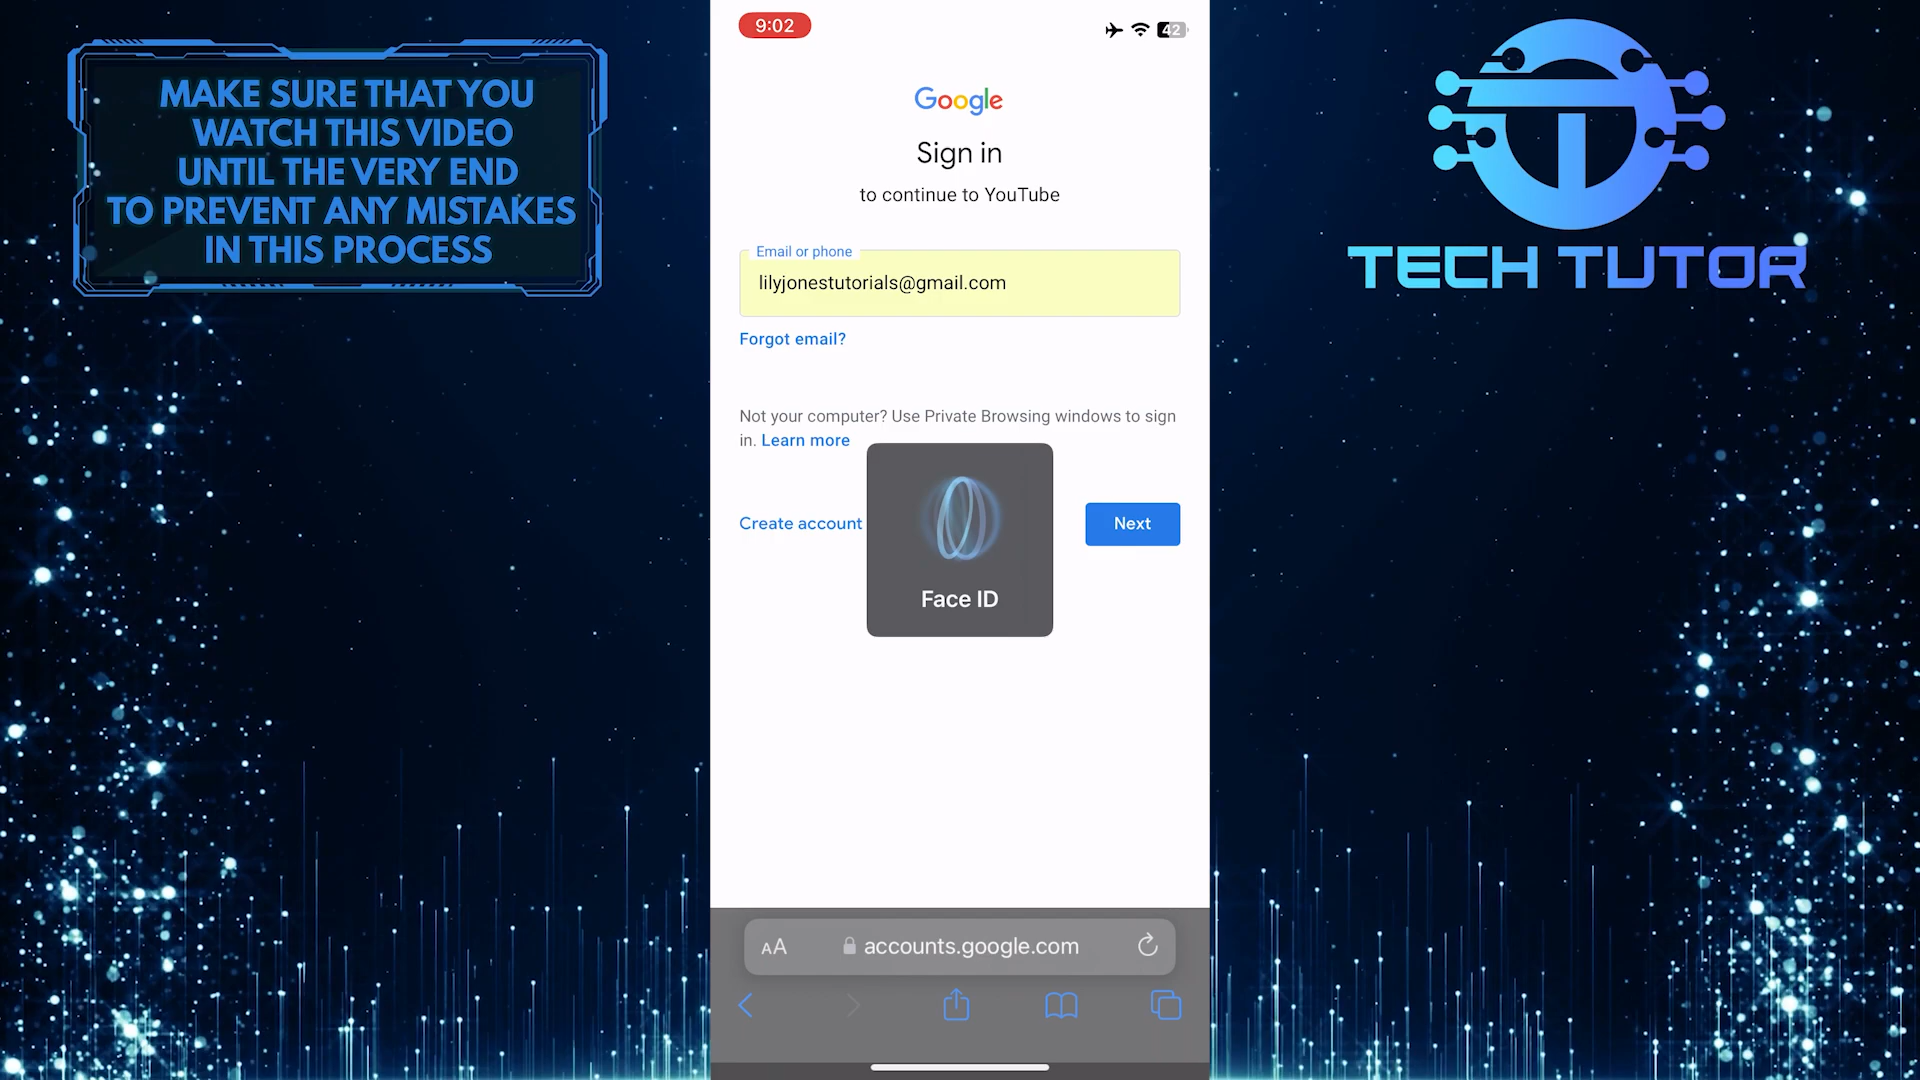 MAKE SURE THAT YOU
WATCH THIS VIDEO
UNTIL THE VERY END
TO PREVENT ANY MISTAKES
IN THIS PROCESS
9:02
42
Google
Sign in
to continue to YouTube
Email or phone
lilyjonestutorials@gmail.com
Forgot email?
Not your computer? Use Private Browsing windows to sign
in. Learn more
Create account
Next
Face ID
AA
accounts.google.com
TECH TUTOR